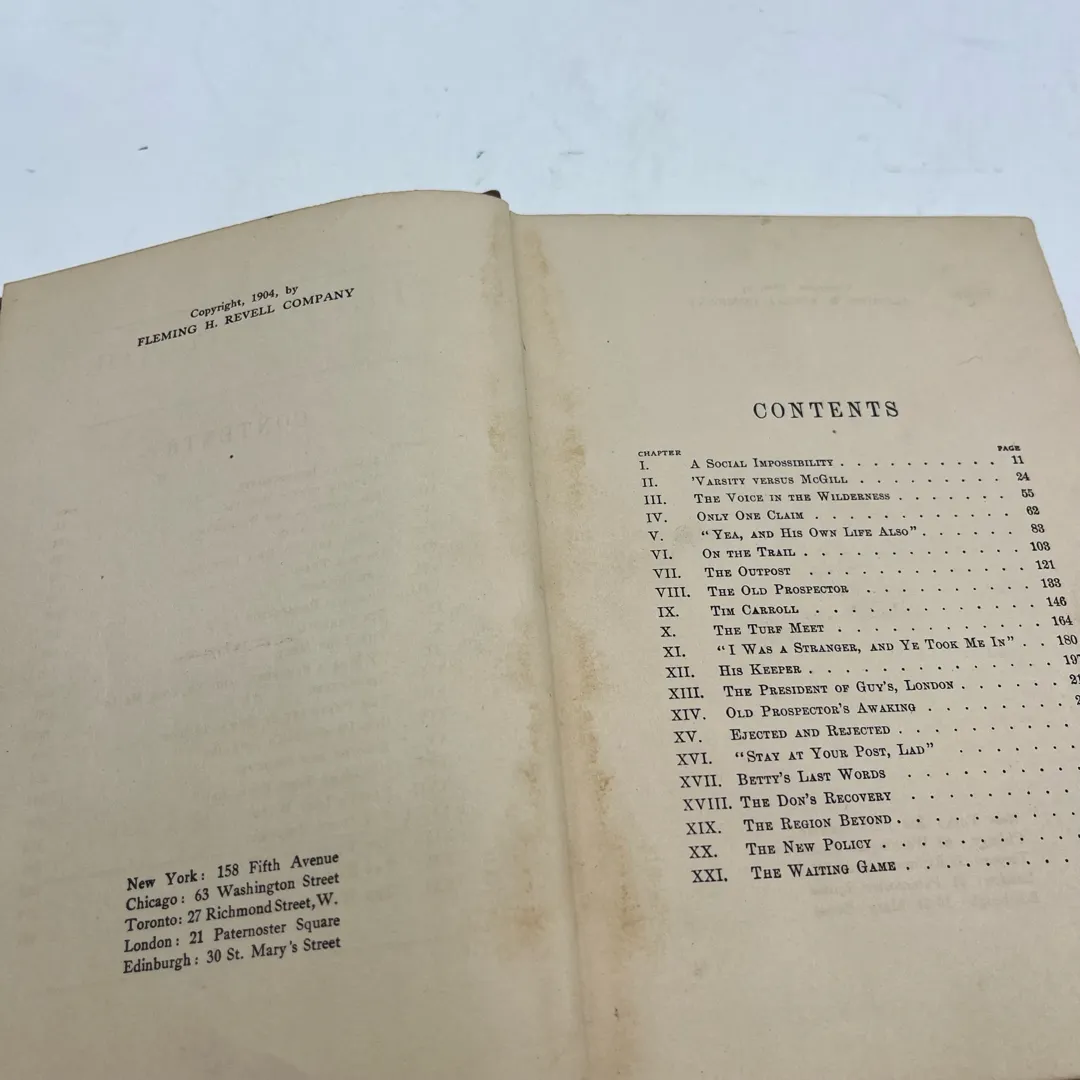 Copyright, 1904, by
FLEMING H. REVELL COMPANY
New York: 158 Fifth Avenue
Chicago: 63 Washington Street
Toronto: 27 Richmond Street, W.
London: 21 Paternoster Square
Edinburgh: 30 St. Mary's Street
CONTENTS
CHAPTER PAGE
I. A Social Impossibility . . . . . . . . . . 11
II. 'Varsity versus McGill . . . . . . . . . 24
III. The Voice in the Wilderness . . . . . . . 55
IV. Only One Claim . . . . . . . . . . . . 62
V. "Yea, and His Own Life Also" . . . . . . 83
VI. On the Trail . . . . . . . . . . . . . 103
VII. The Outpost . . . . . . . . . . . . . 121
VIII. The Old Prospector . . . . . . . . . 133
IX. Tim Carroll . . . . . . . . . . . . . 146
X. The Turf Meet . . . . . . . . . . . . 164
XI. "I Was a Stranger, and Ye Took Me In" . . 180
XII. His Keeper . . . . . . . . . . . . . 197
XIII. The President of Guy's, London . . . . . .
XIV. Old Prospector's Awaking . . . . . . . .
XV. Ejected and Rejected . . . . . . . . . .
XVI. "Stay at Your Post, Lad" . . . . . . .
XVII. Betty's Last Words . . . . . . . . .
XVIII. The Don's Recovery . . . . . . . . .
XIX. The Region Beyond . . . . . . . . . .
XX. The New Policy . . . . . . . . . . .
XXI. The Waiting Game . . . . . . . . . .